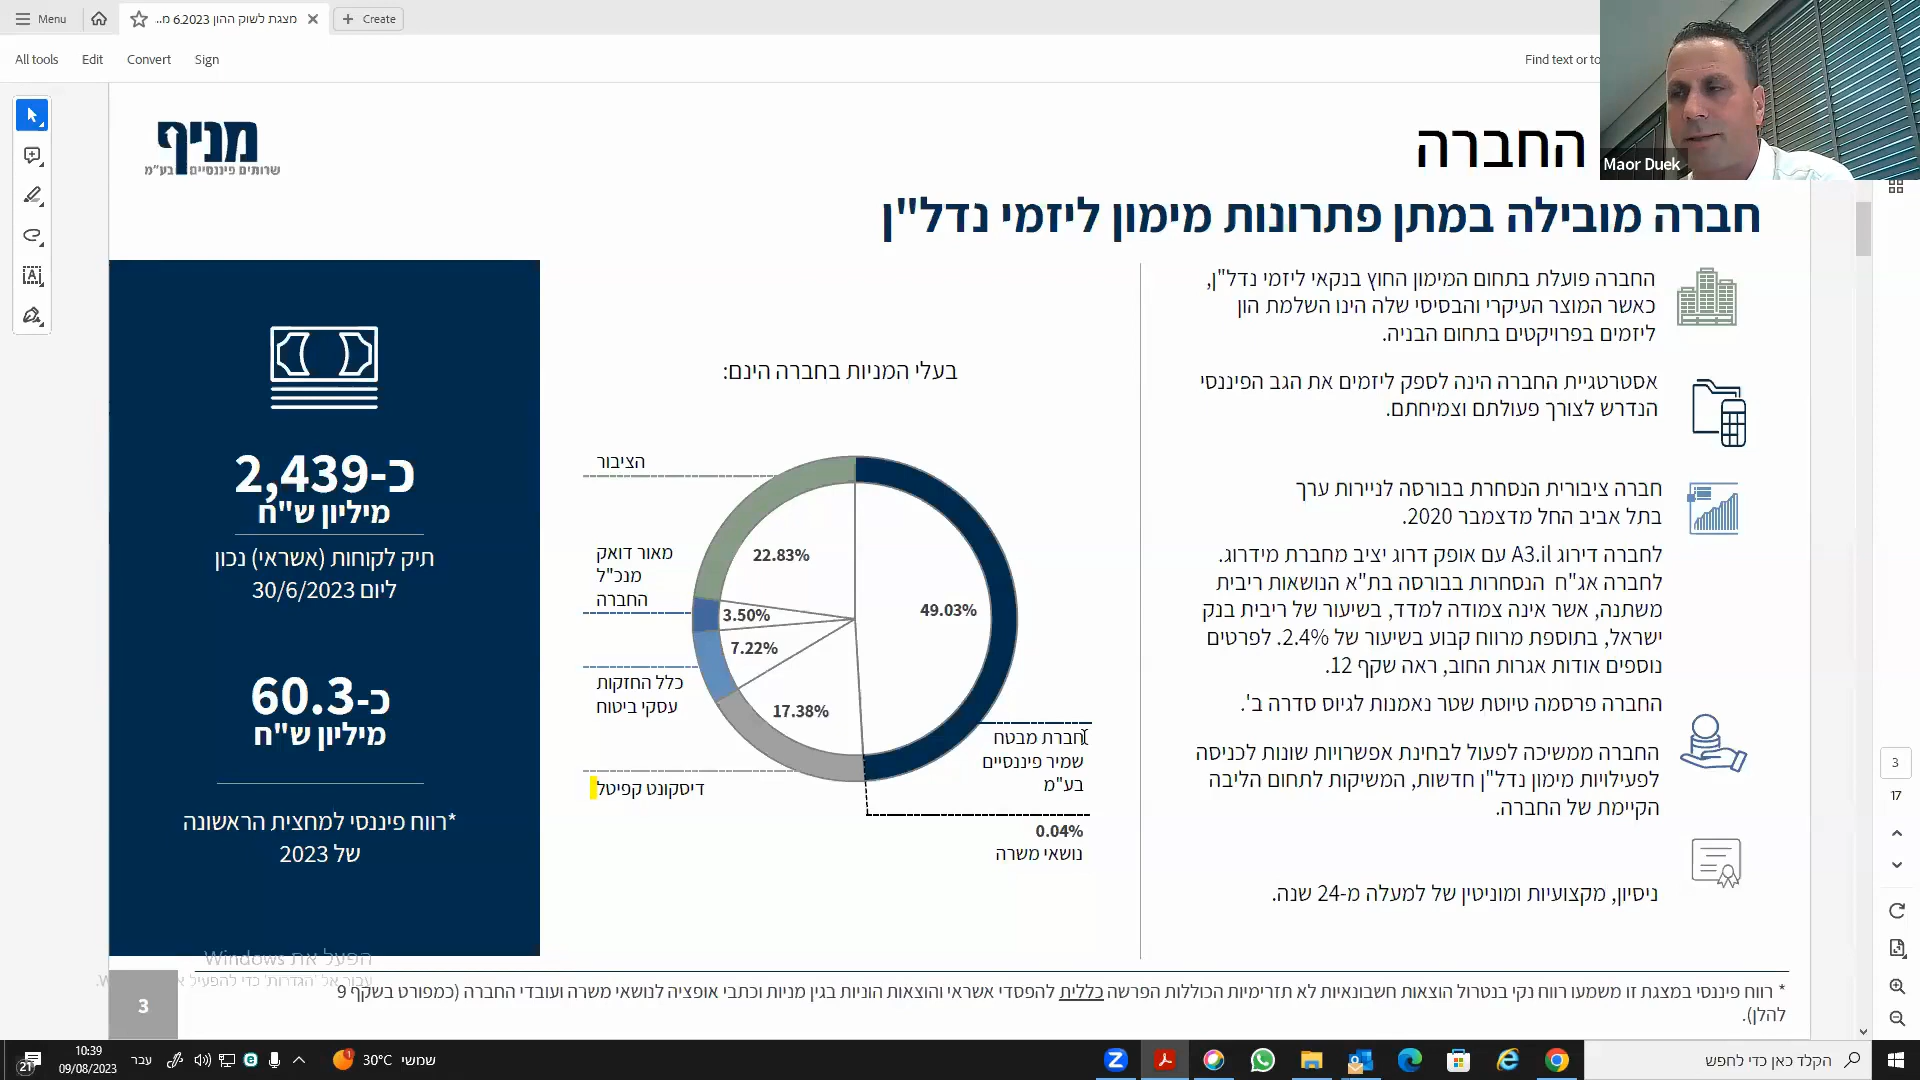 Menu
מצגת לשוק ההון 6.2023 מ...
Create
All tools
Edit
Convert
Sign
Find text or to
Maor Duek
מניף
שרותים פיננסיים בע"מ
החברה
חברה מובילה במתן פתרונות מימון ליזמי נדל"ן
החברה פועלת בתחום המימון החוץ בנקאי ליזמי נדל"ן,
כאשר המוצר העיקרי והבסיסי שלה הינו השלמת הון
ליזמים בפרויקטים בתחום הבניה.
אסטרטגיית החברה הינה לספק ליזמים את הגב הפיננסי
הנדרש לצורך פעולתם וצמיחתם.
חברה ציבורית הנסחרת בבורסה לניירות ערך
בתל אביב החל מדצמבר 2020.
לחברה דירוג A3.il עם אופק דרוג יציב מחברת מידרוג.
לחברה אג"ח הנסחרות בבורסה בת"א הנושאות ריבית
משתנה, אשר אינה צמודה למדד, בשיעור של ריבית בנק
ישראל, בתוספת מרווח קבוע בשיעור של 2.4%. לפרטים
נוספים אודות אגרות החוב, ראה שקף 12.
החברה פרסמה טיוטת שטר נאמנות לגיוס סדרה ב'.
החברה ממשיכה לפעול לבחינת אפשרויות שונות לכניסה
לפעילויות מימון נדל"ן חדשות, המשיקות לתחום הליבה
הקיימת של החברה.
ניסיון, מקצועיות ומוניטין של למעלה מ-24 שנה.
בעלי המניות בחברה הינם:
הציבור
22.83%
מאור דואק
מנכ"ל
החברה
3.50%
7.22%
כלל החזקות
עסקי ביטוח
17.38%
דיסקונט קפיטל
49.03%
חברת מבטח
שמיר פיננסיים
בע"מ
0.04%
נושאי משרה
כ-2,439
מיליון ש"ח
תיק לקוחות (אשראי) נכון
ליום 30/6/2023
כ-60.3
מיליון ש"ח
*רווח פיננסי למחצית הראשונה
של 2023
הפעל את Windows
עבור אל 'הגדרות' כדי להפעיל א
W.
3
* רווח פיננסי במצגת זו משמעו רווח נקי בנטרול הוצאות חשבונאיות לא תזרימיות הכוללות הפרשה כללית להפסדי אשראי והוצאות הוניות בגין מניות וכתבי אופציה לנושאי משרה ועובדי החברה (כמפורט בשקף 9
להלן).
3
17
21
10:39
09/08/2023
עבר
30°C שמשי
הקלד כאן כדי לחפש